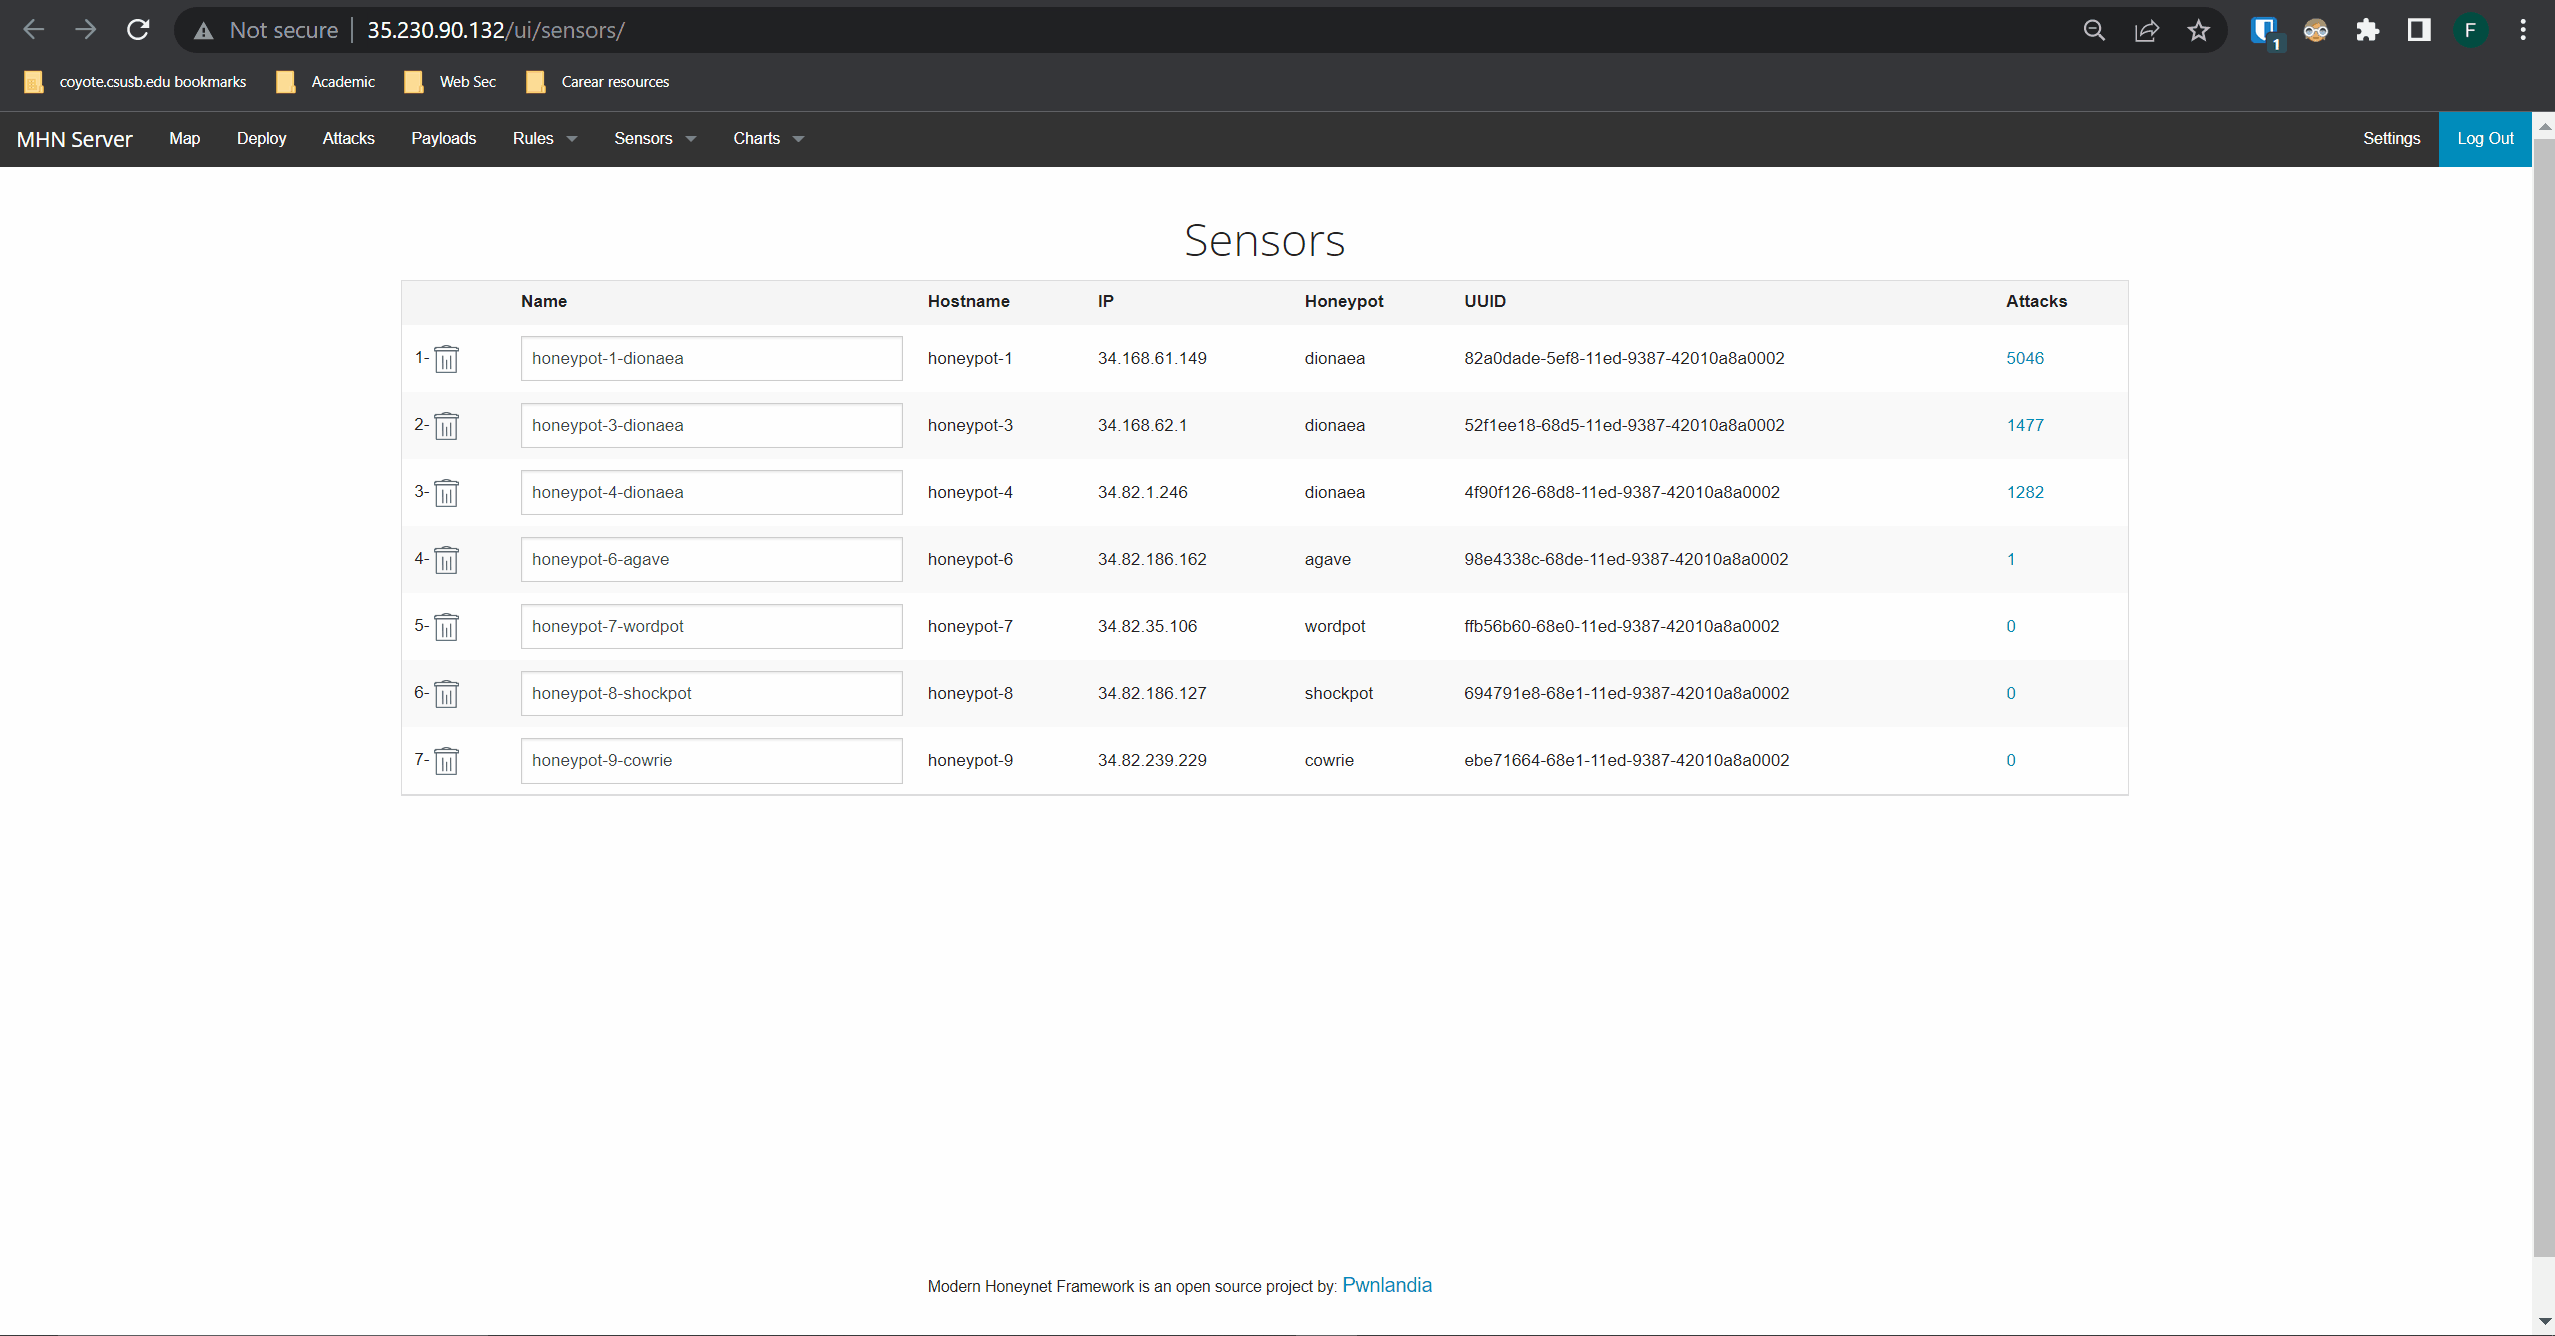 Not secure | 35.230.90.132/ui/sensors/
1
F
coyote.csusb.edu bookmarks Academic Web Sec Carear resources
MHN Server Map Deploy Attacks Payloads Rules Sensors Charts Settings Log Out
Sensors
Name Hostname IP Honeypot UUID Attacks
1- honeypot-1-dionaea honeypot-1 34.168.61.149 dionaea 82a0dade-5ef8-11ed-9387-42010a8a0002 5046
2- honeypot-3-dionaea honeypot-3 34.168.62.1 dionaea 52f1ee18-68d5-11ed-9387-42010a8a0002 1477
3- honeypot-4-dionaea honeypot-4 34.82.1.246 dionaea 4f90f126-68d8-11ed-9387-42010a8a0002 1282
4- honeypot-6-agave honeypot-6 34.82.186.162 agave 98e4338c-68de-11ed-9387-42010a8a0002 1
5- honeypot-7-wordpot honeypot-7 34.82.35.106 wordpot ffb56b60-68e0-11ed-9387-42010a8a0002 0
6- honeypot-8-shockpot honeypot-8 34.82.186.127 shockpot 694791e8-68e1-11ed-9387-42010a8a0002 0
7- honeypot-9-cowrie honeypot-9 34.82.239.229 cowrie ebe71664-68e1-11ed-9387-42010a8a0002 0
Modern Honeynet Framework is an open source project by: Pwnlandia